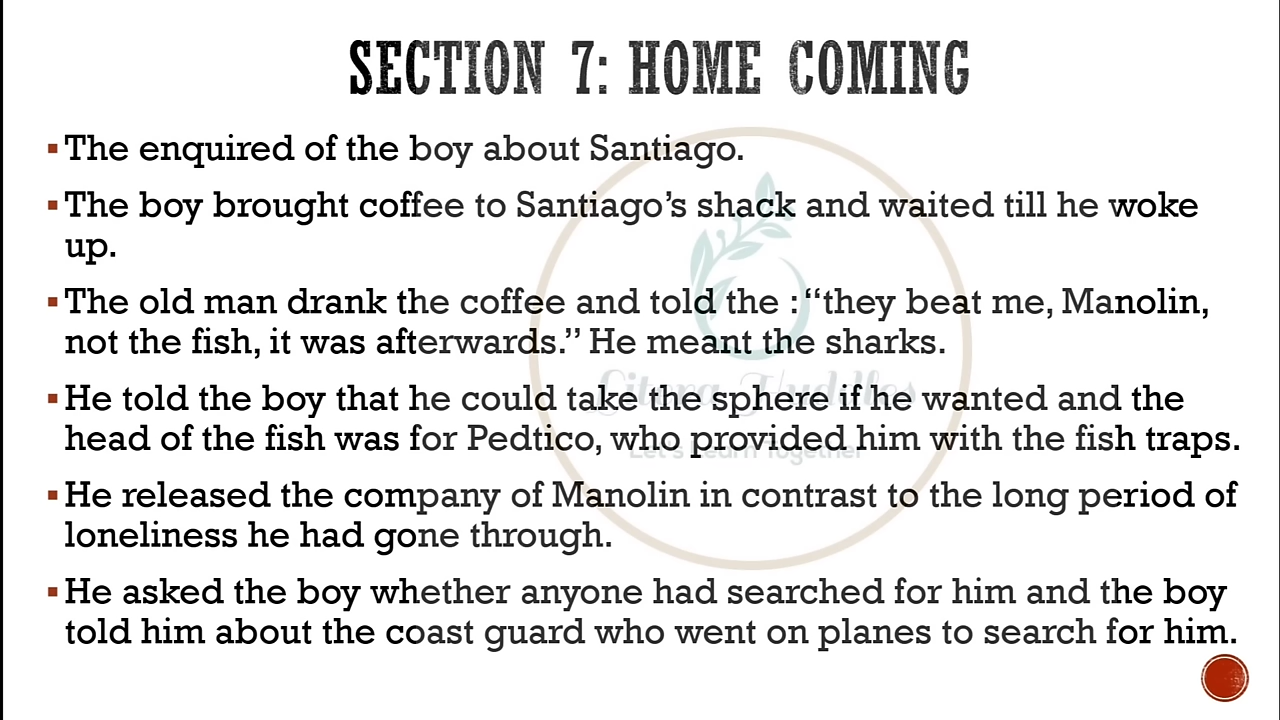 SECTION 7: HOME COMING
▪The enquired of the boy about Santiago.
▪The boy brought coffee to Santiago’s shack and waited till he woke
up.
▪The old man drank the coffee and told the :“they beat me, Manolin,
not the fish, it was afterwards.” He meant the sharks.
▪He told the boy that he could take the sphere if he wanted and the
head of the fish was for Pedtico, who provided him with the fish traps.
▪He released the company of Manolin in contrast to the long period of
loneliness he had gone through.
▪He asked the boy whether anyone had searched for him and the boy
told him about the coast guard who went on planes to search for him.
Let's Learn Together